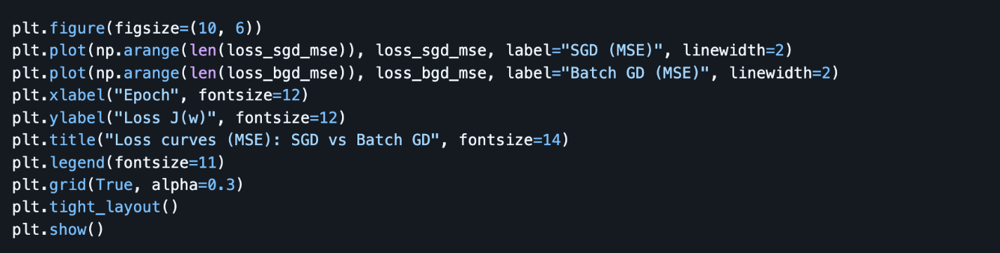 plt.figure(figsize=(10, 6))
plt.plot(np.arange(len(loss_sgd_mse)), loss_sgd_mse, label="SGD (MSE)", linewidth=2)
plt.plot(np.arange(len(loss_bgd_mse)), loss_bgd_mse, label="Batch GD (MSE)", linewidth=2)
plt.xlabel("Epoch", fontsize=12)
plt.ylabel("Loss J(w)", fontsize=12)
plt.title("Loss curves (MSE): SGD vs Batch GD", fontsize=14)
plt.legend(fontsize=11)
plt.grid(True, alpha=0.3)
plt.tight_layout()
plt.show()